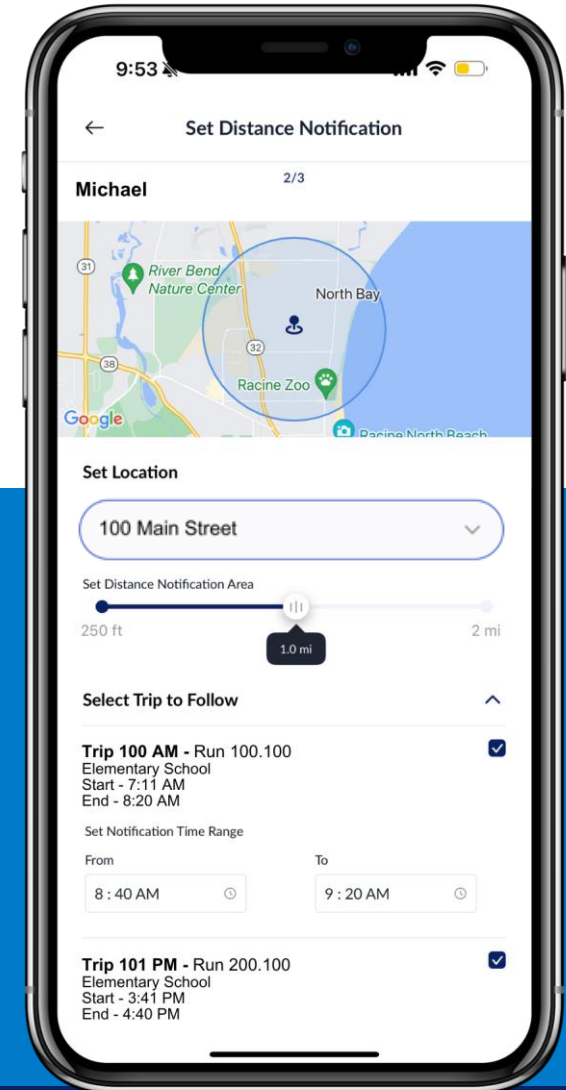 9:53
Set Distance Notification
Michael
2/3
31
River Bend
Nature Center
North Bay
32
38
Racine Zoo
Google
Racine North Beach
Set Location
100 Main Street
Set Distance Notification Area
250 ft
2 mi
1.0 mi
Select Trip to Follow
Trip 100 AM - Run 100.100
Elementary School
Start - 7:11 AM
End - 8:20 AM
Set Notification Time Range
From
To
8 : 40 AM
9 : 20 AM
Trip 101 PM - Run 200.100
Elementary School
Start - 3:41 PM
End - 4:40 PM